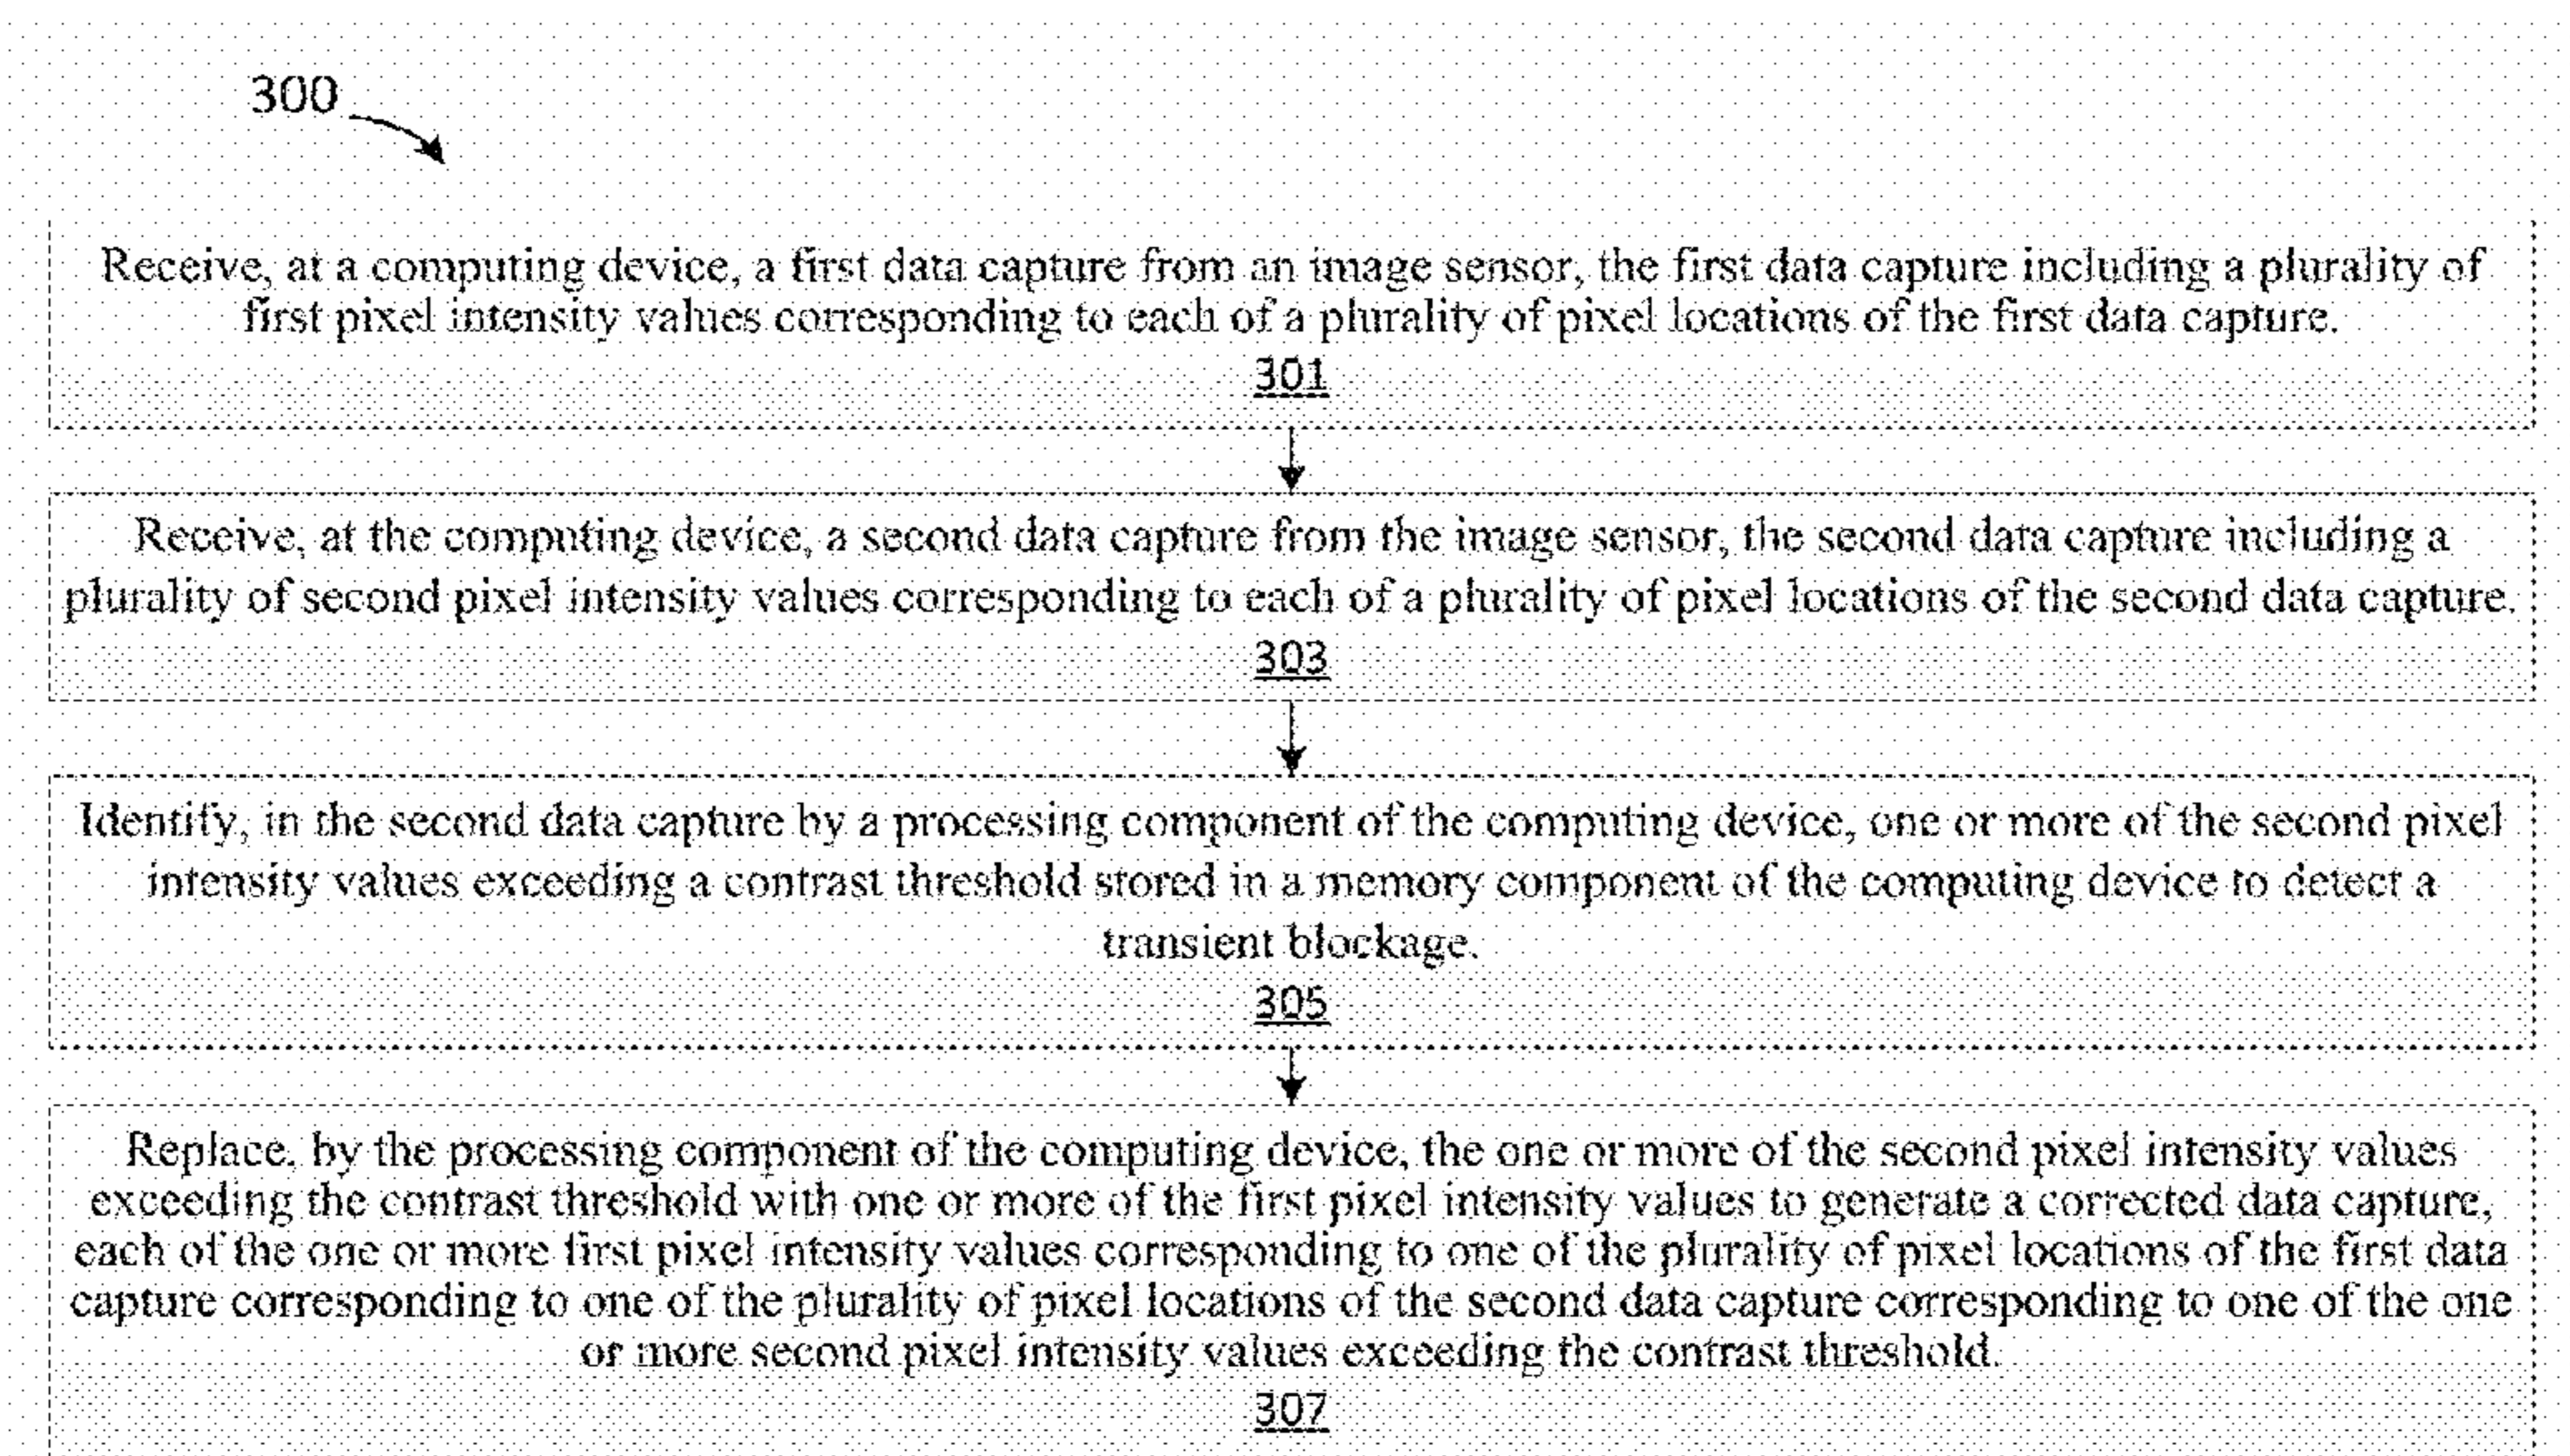 300
Receive, at a computing device, a first data capture from an image sensor, the first data capture including a plurality of
first pixel intensity values corresponding to each of a plurality of pixel locations of the first data capture.
301
Receive, at the computing device, a second data capture from the image sensor, the second data capture including a
plurality of second pixel intensity values corresponding to each of a plurality of pixel locations of the second data capture.
303
Identify, in the second data capture by a processing component of the computing device, one or more of the second pixel
intensity values exceeding a contrast threshold stored in a memory component of the computing device to detect a
transient blockage.
305
Replace, by the processing component of the computing device, the one or more of the second pixel intensity values
exceeding the contrast threshold with one or more of the first pixel intensity values to generate a corrected data capture,
each of the one or more first pixel intensity values corresponding to one of the plurality of pixel locations of the first data
capture corresponding to one of the plurality of pixel locations of the second data capture corresponding to one of the one
or more second pixel intensity values exceeding the contrast threshold.
307